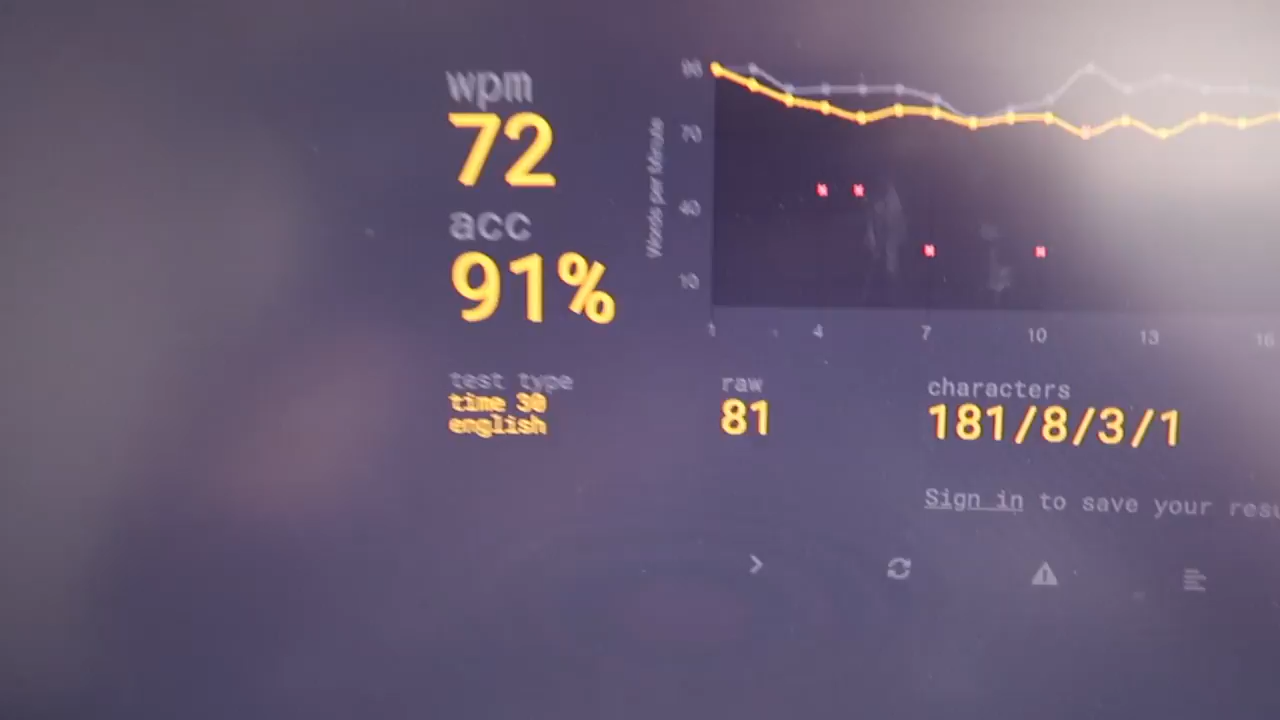 wpm
72
acc
91%
Words per Minute
70
40
10
1
4
7
10
13
16
test type
time 30
english
raw
81
characters
181/8/3/1
Sign in to save your